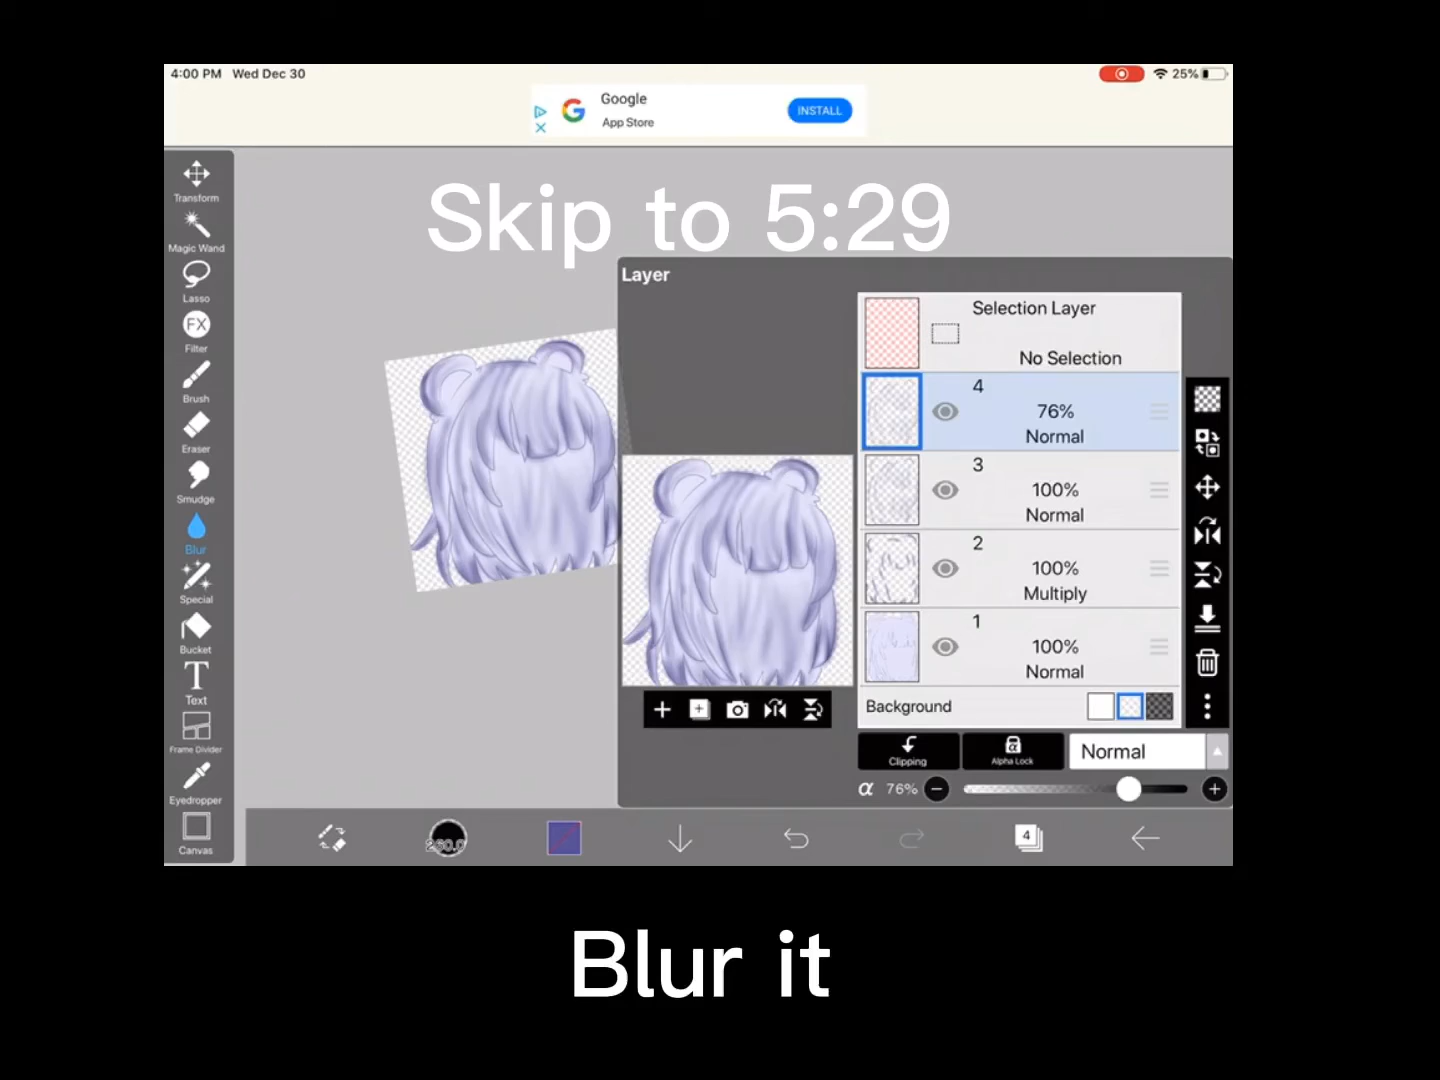 4:00 PM Wed Dec 30
25%
Google
App Store
INSTALL
Skip to 5:29
Transform
Magic Wand
Lasso
FX
Filter
Brush
Eraser
Smudge
Blur
Special
Bucket
T
Text
Frame Divider
Eyedropper
Canvas
Layer
Selection Layer
No Selection
4
76%
Normal
3
100%
Normal
2
100%
Multiply
1
100%
Normal
Background
Clipping
α
Alpha Lock
Normal
α 76%
260.0
4
Blur it